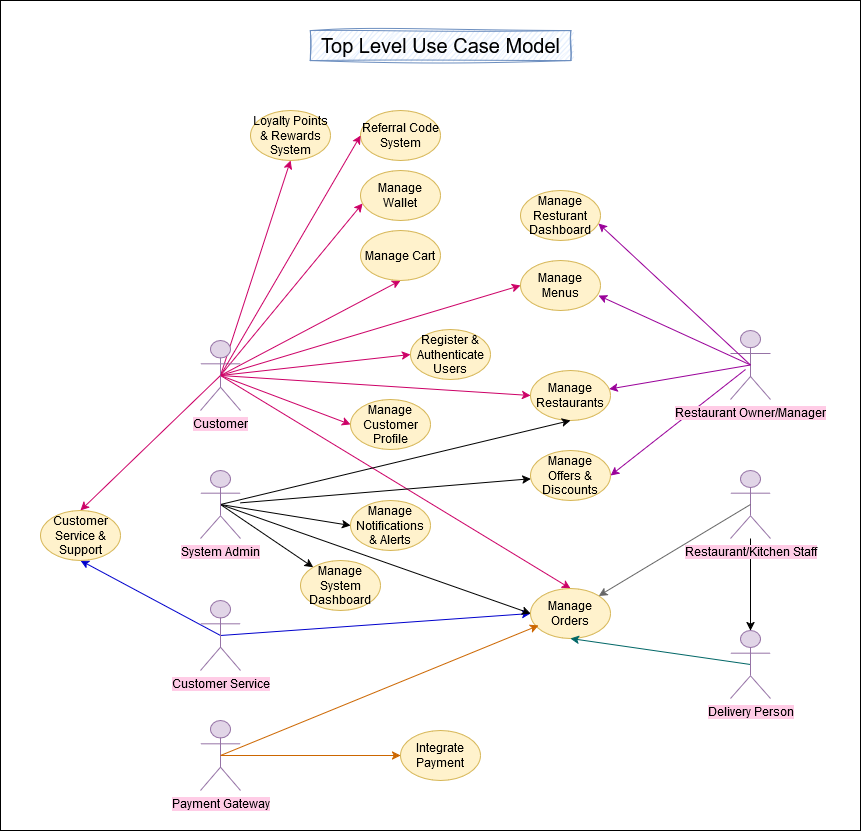 Top Level Use Case Model
Loyalty Points
& Rewards
System
Referral Code
System
Manage
Wallet
Manage
Resturant
Dashboard
Manage Cart
Manage
Menus
Register &
Authenticate
Users
Manage
Restaurants
Customer
Manage
Customer
Profile
Restaurant Owner/Manager
Manage
Offers &
Discounts
Customer
Service &
Support
System Admin
Manage
Notifications
& Alerts
Restaurant/Kitchen Staff
Manage
System
Dashboard
Manage
Orders
Customer Service
Delivery Person
Integrate
Payment
Payment Gateway